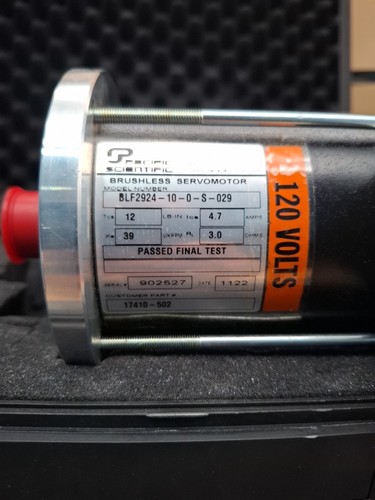 PACIFIC
SCIENTIFIC
BRUSHLESS SERVOMOTOR
MODEL NUMBER
BLF2924-10-0-S-029
12 LB IN 4.7 AMPS
39 3.0 OHMS
PASSED FINAL TEST
SERIAL # 902527 DATE 1122
CUSTOMER PART #
17410-502
120 VOLTS